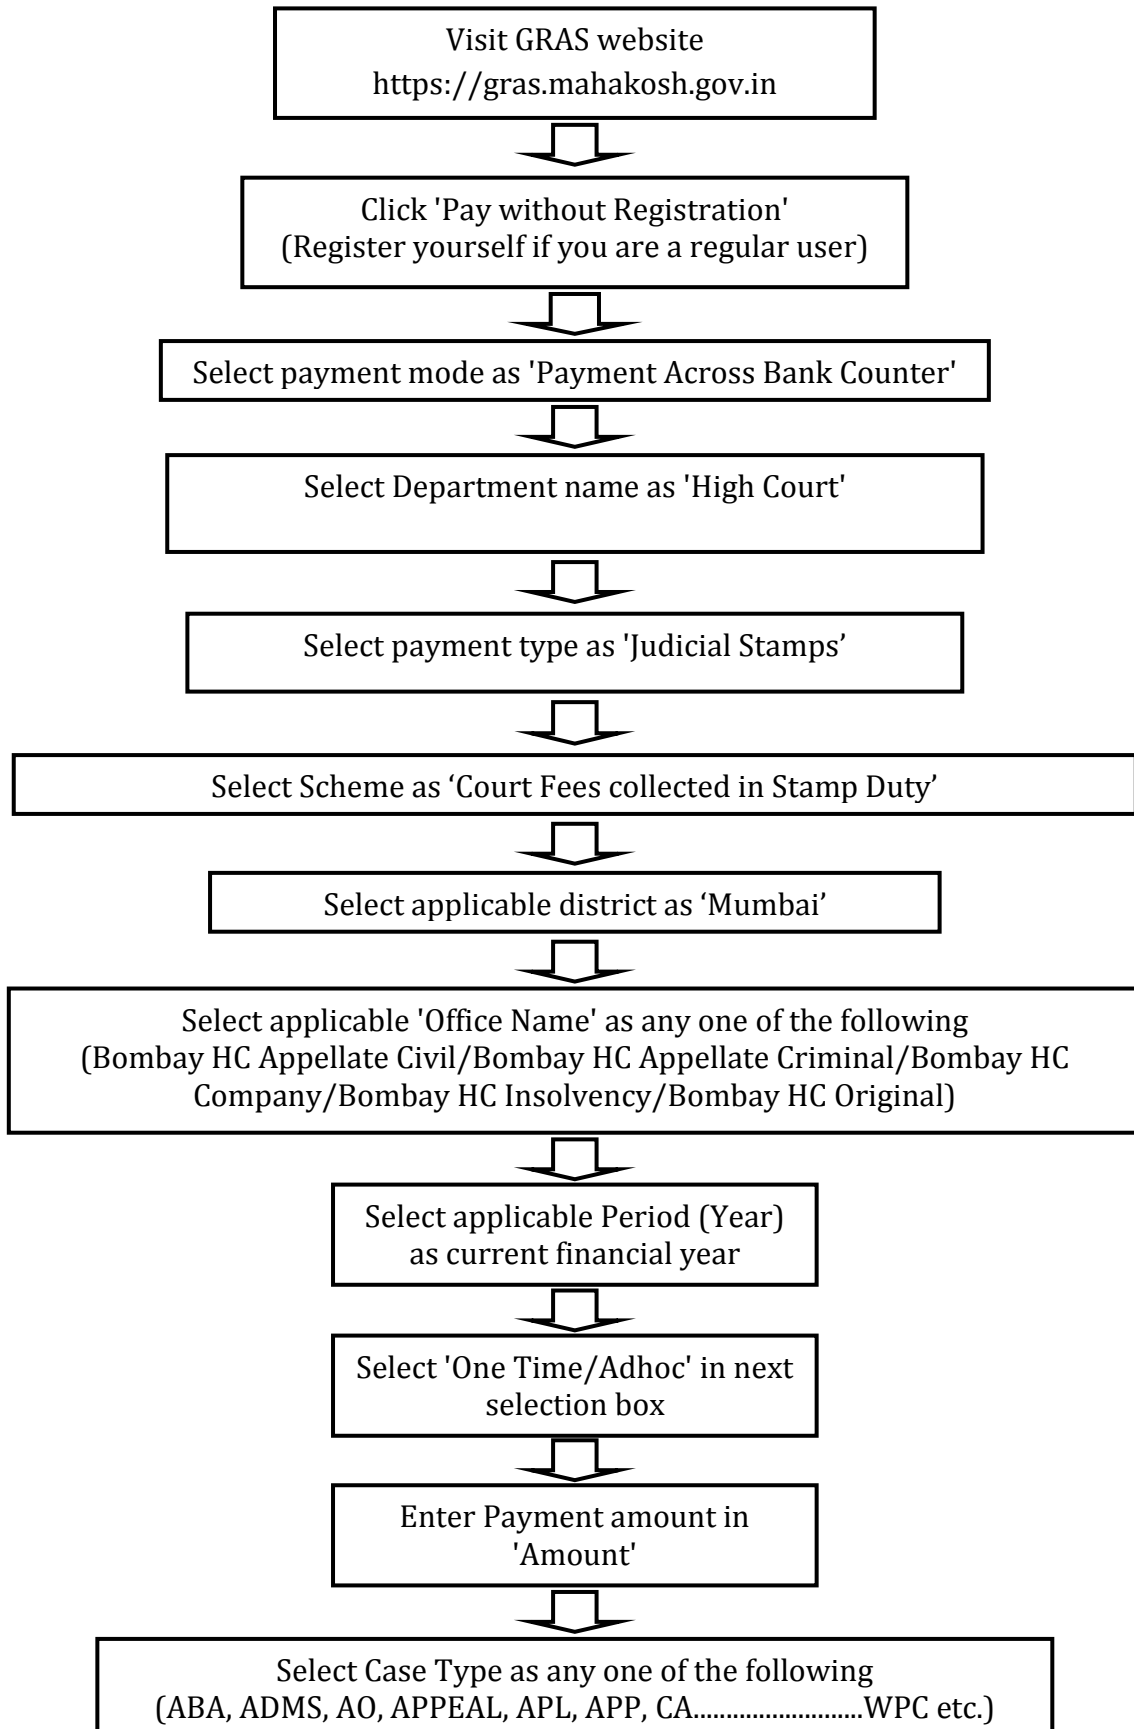 Visit GRAS website
https://gras.mahakosh.gov.in
Click 'Pay without Registration'
(Register yourself if you are a regular user)
Select payment mode as 'Payment Across Bank Counter'
Select Department name as 'High Court'
Select payment type as 'Judicial Stamps’
Select Scheme as ‘Court Fees collected in Stamp Duty’
Select applicable district as ‘Mumbai’
Select applicable 'Office Name' as any one of the following
(Bombay HC Appellate Civil/Bombay HC Appellate Criminal/Bombay HC
Company/Bombay HC Insolvency/Bombay HC Original)
Select applicable Period (Year)
as current financial year
Select 'One Time/Adhoc' in next
selection box
Enter Payment amount in
'Amount'
Select Case Type as any one of the following
(ABA, ADMS, AO, APPEAL, APL, APP, CA..........................WPC etc.)